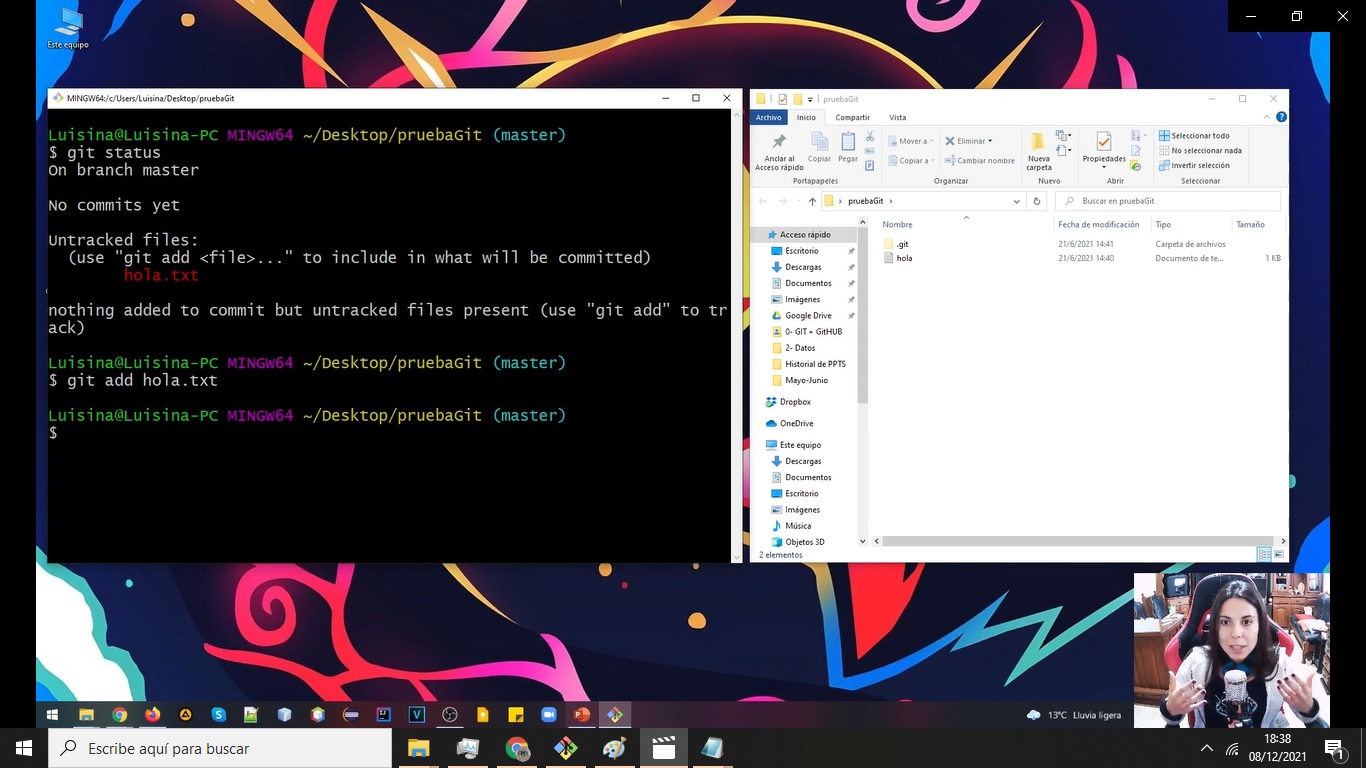 Este equipo
MINGW64:/c/Users/Luisina/Desktop/pruebaGit
Luisina@Luisina-PC MINGW64 ~/Desktop/pruebaGit (master)
$ git status
On branch master
No commits yet
Untracked files:
(use "git add <file>..." to include in what will be committed)
hola.txt
nothing added to commit but untracked files present (use "git add" to tr
ack)
Luisina@Luisina-PC MINGW64 ~/Desktop/pruebaGit (master)
$ git add hola.txt
Luisina@Luisina-PC MINGW64 ~/Desktop/pruebaGit (master)
$
pruebaGit
Archivo Inicio Compartir Vista
Anclar al
Acceso rápido
Copiar
Pegar
Portapapeles
Mover a
Copiar a
Eliminar
Cambiar nombre
Organizar
Nueva
carpeta
Nuevo
Propiedades
Abrir
Seleccionar todo
No seleccionar nada
Invertir selección
Seleccionar
pruebaGit
Buscar en pruebaGit
Nombre Fecha de modificación Tipo Tamaño
.git 21/6/2021 14:41 Carpeta de archivos
hola 21/6/2021 14:40 Documento de te... 1 KB
Acceso rápido
Escritorio
Descargas
Documentos
Imágenes
Google Drive
0- GIT + GitHUB
2- Datos
Historial de PPTS
Mayo-Junio
Dropbox
OneDrive
Este equipo
Descargas
Documentos
Escritorio
Imágenes
Música
Objetos 3D
2 elementos
13°C Lluvia ligera
Escribe aquí para buscar
18:38
08/12/2021
1